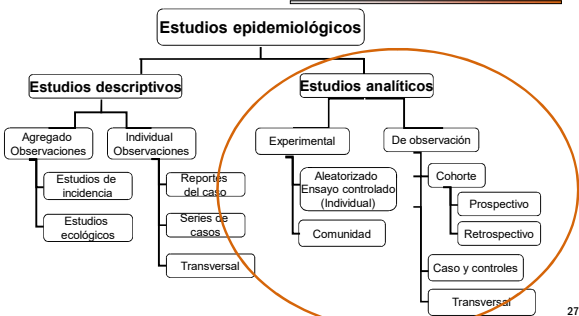 Estudios epidemiológicos
Estudios descriptivos
Estudios analíticos
Agregado
Observaciones
Individual
Observaciones
Experimental
De observación
Estudios de
incidencia
Estudios
ecológicos
Reportes
del caso
Series de
casos
Transversal
Aleatorizado
Ensayo controlado
(Individual)
Comunidad
Cohorte
Prospectivo
Retrospectivo
Caso y controles
Transversal
27